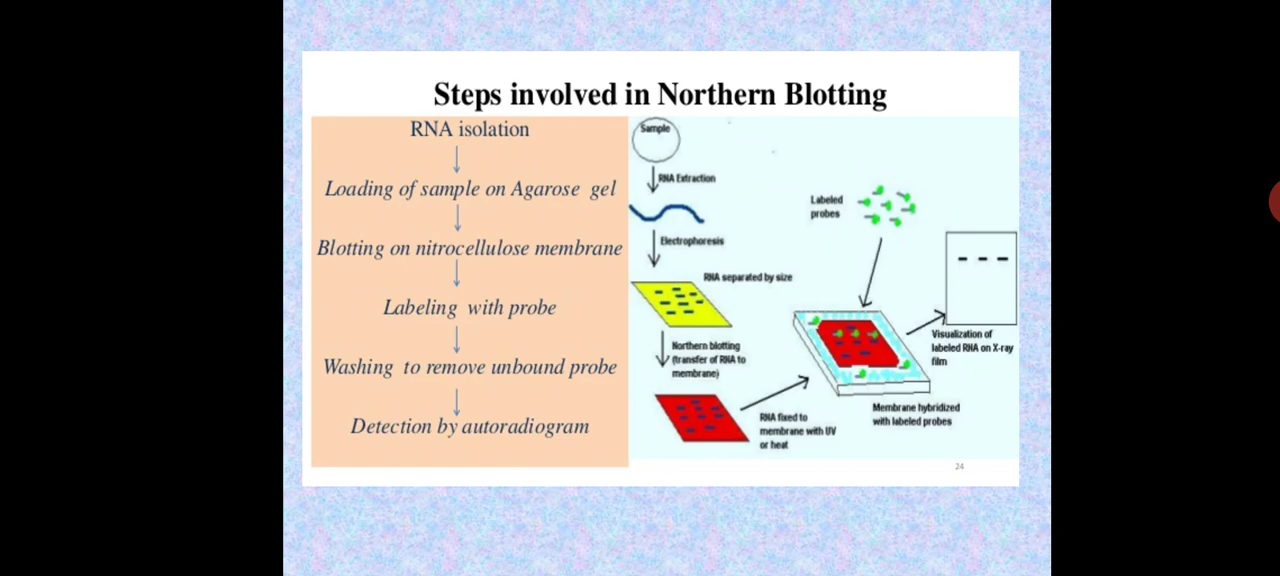 Steps involved in Northern Blotting
RNA isolation
Loading of sample on Agarose gel
Blotting on nitrocellulose membrane
Labeling with probe
Washing to remove unbound probe
Detection by autoradiogram
Sample
RNA Extraction
Electrophoresis
RNA separated by size
Northern blotting
(transfer of RNA to
membrane)
RNA fixed to
membrane with UV
or heat
Labeled
probes
Membrane hybridized
with labeled probes
Visualization of
labeled RNA on X-ray
film
24